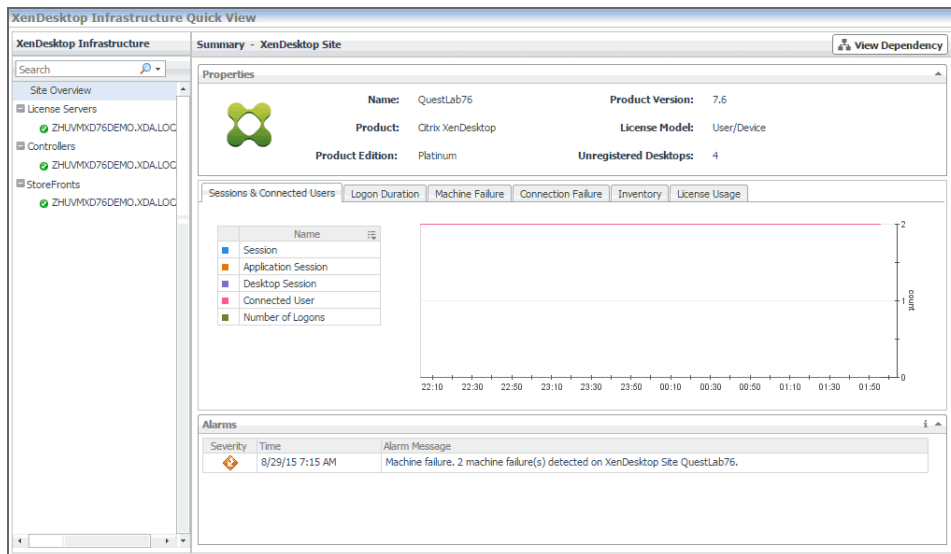 XenDesktop Infrastructure Quick View
XenDesktop Infrastructure
Search
Site Overview
License Servers
ZHUVMXD76DEMO.XDA.LOC
Controllers
ZHUVMXD76DEMO.XDA.LOC
StoreFronts
ZHUVMXD76DEMO.XDA.LOC
Summary - XenDesktop Site
View Dependency
Properties
Name: QuestLab76 Product Version: 7.6
Product: Citrix XenDesktop License Model: User/Device
Product Edition: Platinum Unregistered Desktops: 4
Sessions & Connected Users Logon Duration Machine Failure Connection Failure Inventory License Usage
Name
Session
Application Session
Desktop Session
Connected User
Number of Logons
2
1
0
count
22:10 22:30 22:50 23:10 23:30 23:50 00:10 00:30 00:50 01:10 01:30 01:50
Alarms
i
Severity Time Alarm Message
8/29/15 7:15 AM Machine failure. 2 machine failure(s) detected on XenDesktop Site QuestLab76.